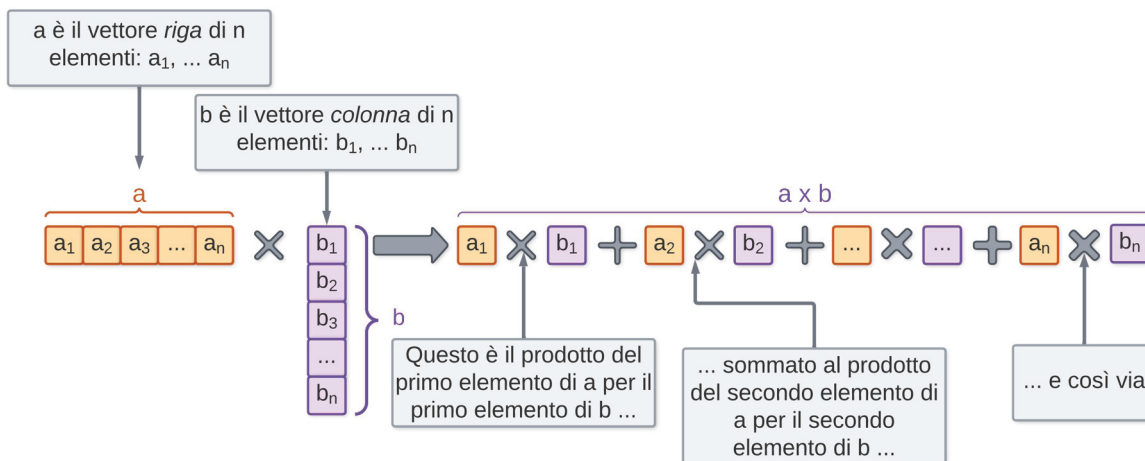 a è il vettore riga di n
elementi: a₁, ... aₙ
b è il vettore colonna di n
elementi: b₁, ... bₙ
a
a x b
a₁ a₂ a₃ ... aₙ
b₁
b₂
b₃
...
bₙ
b
a₁ b₁ a₂ b₂ ... ... aₙ bₙ
Questo è il prodotto del
primo elemento di a per il
primo elemento di b ...
... sommato al prodotto
del secondo elemento di
a per il secondo
elemento di b ...
... e così via